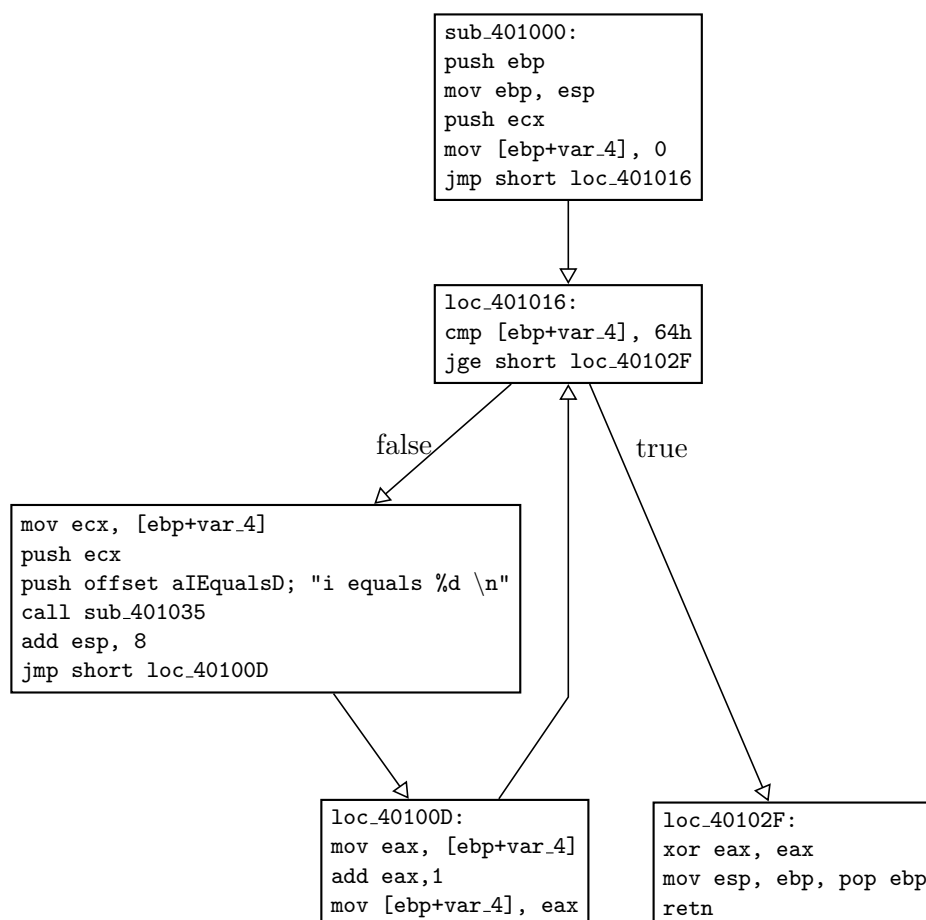 sub_401000:
push ebp
mov ebp, esp
push ecx
mov [ebp+var_4], 0
jmp short loc_401016
loc_401016:
cmp [ebp+var_4], 64h
jge short loc_40102F
false
true
mov ecx, [ebp+var_4]
push ecx
push offset aIEqualsD; "i equals %d \n"
call sub_401035
add esp, 8
jmp short loc_40100D
loc_40100D:
mov eax, [ebp+var_4]
add eax,1
mov [ebp+var_4], eax
loc_40102F:
xor eax, eax
mov esp, ebp, pop ebp
retn